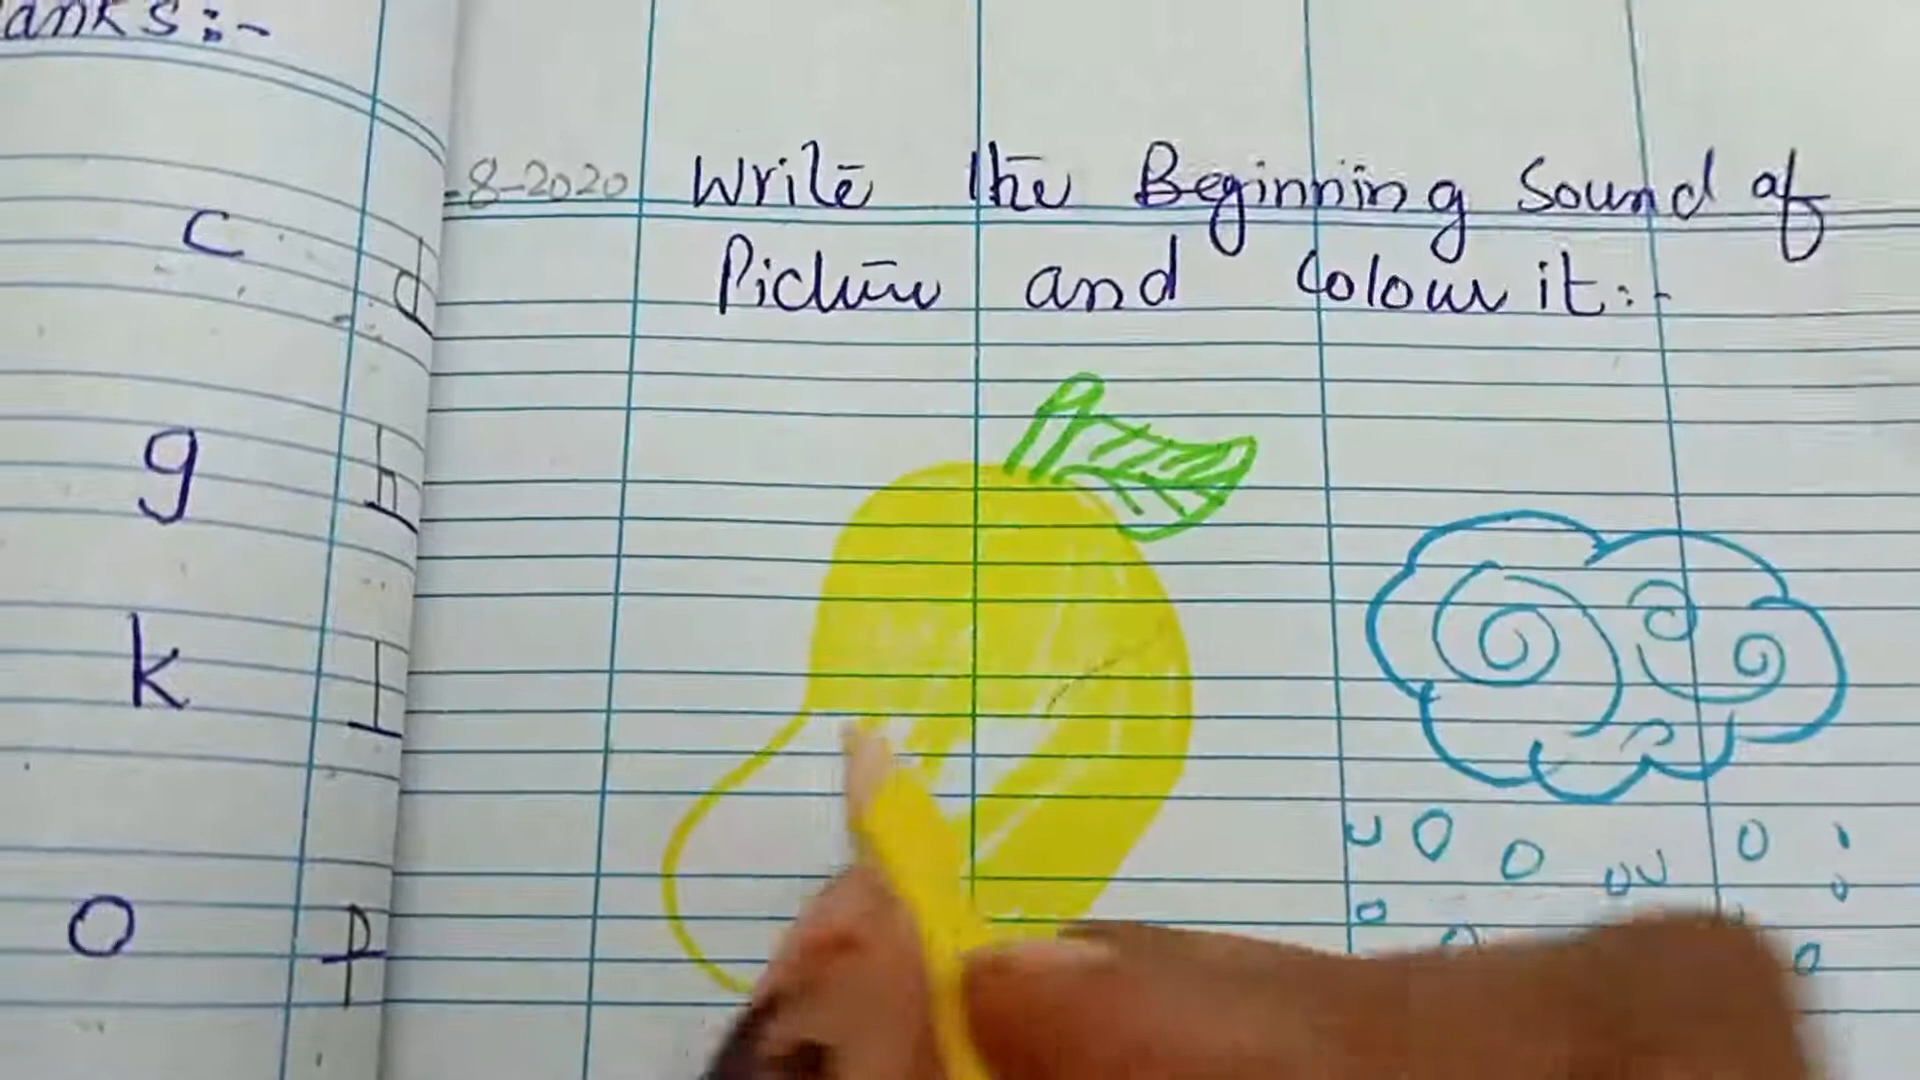 anks:-
c d
g h
k l
o p
-8-2020 Write the Beginning Sound of
Picture and Colour it:-